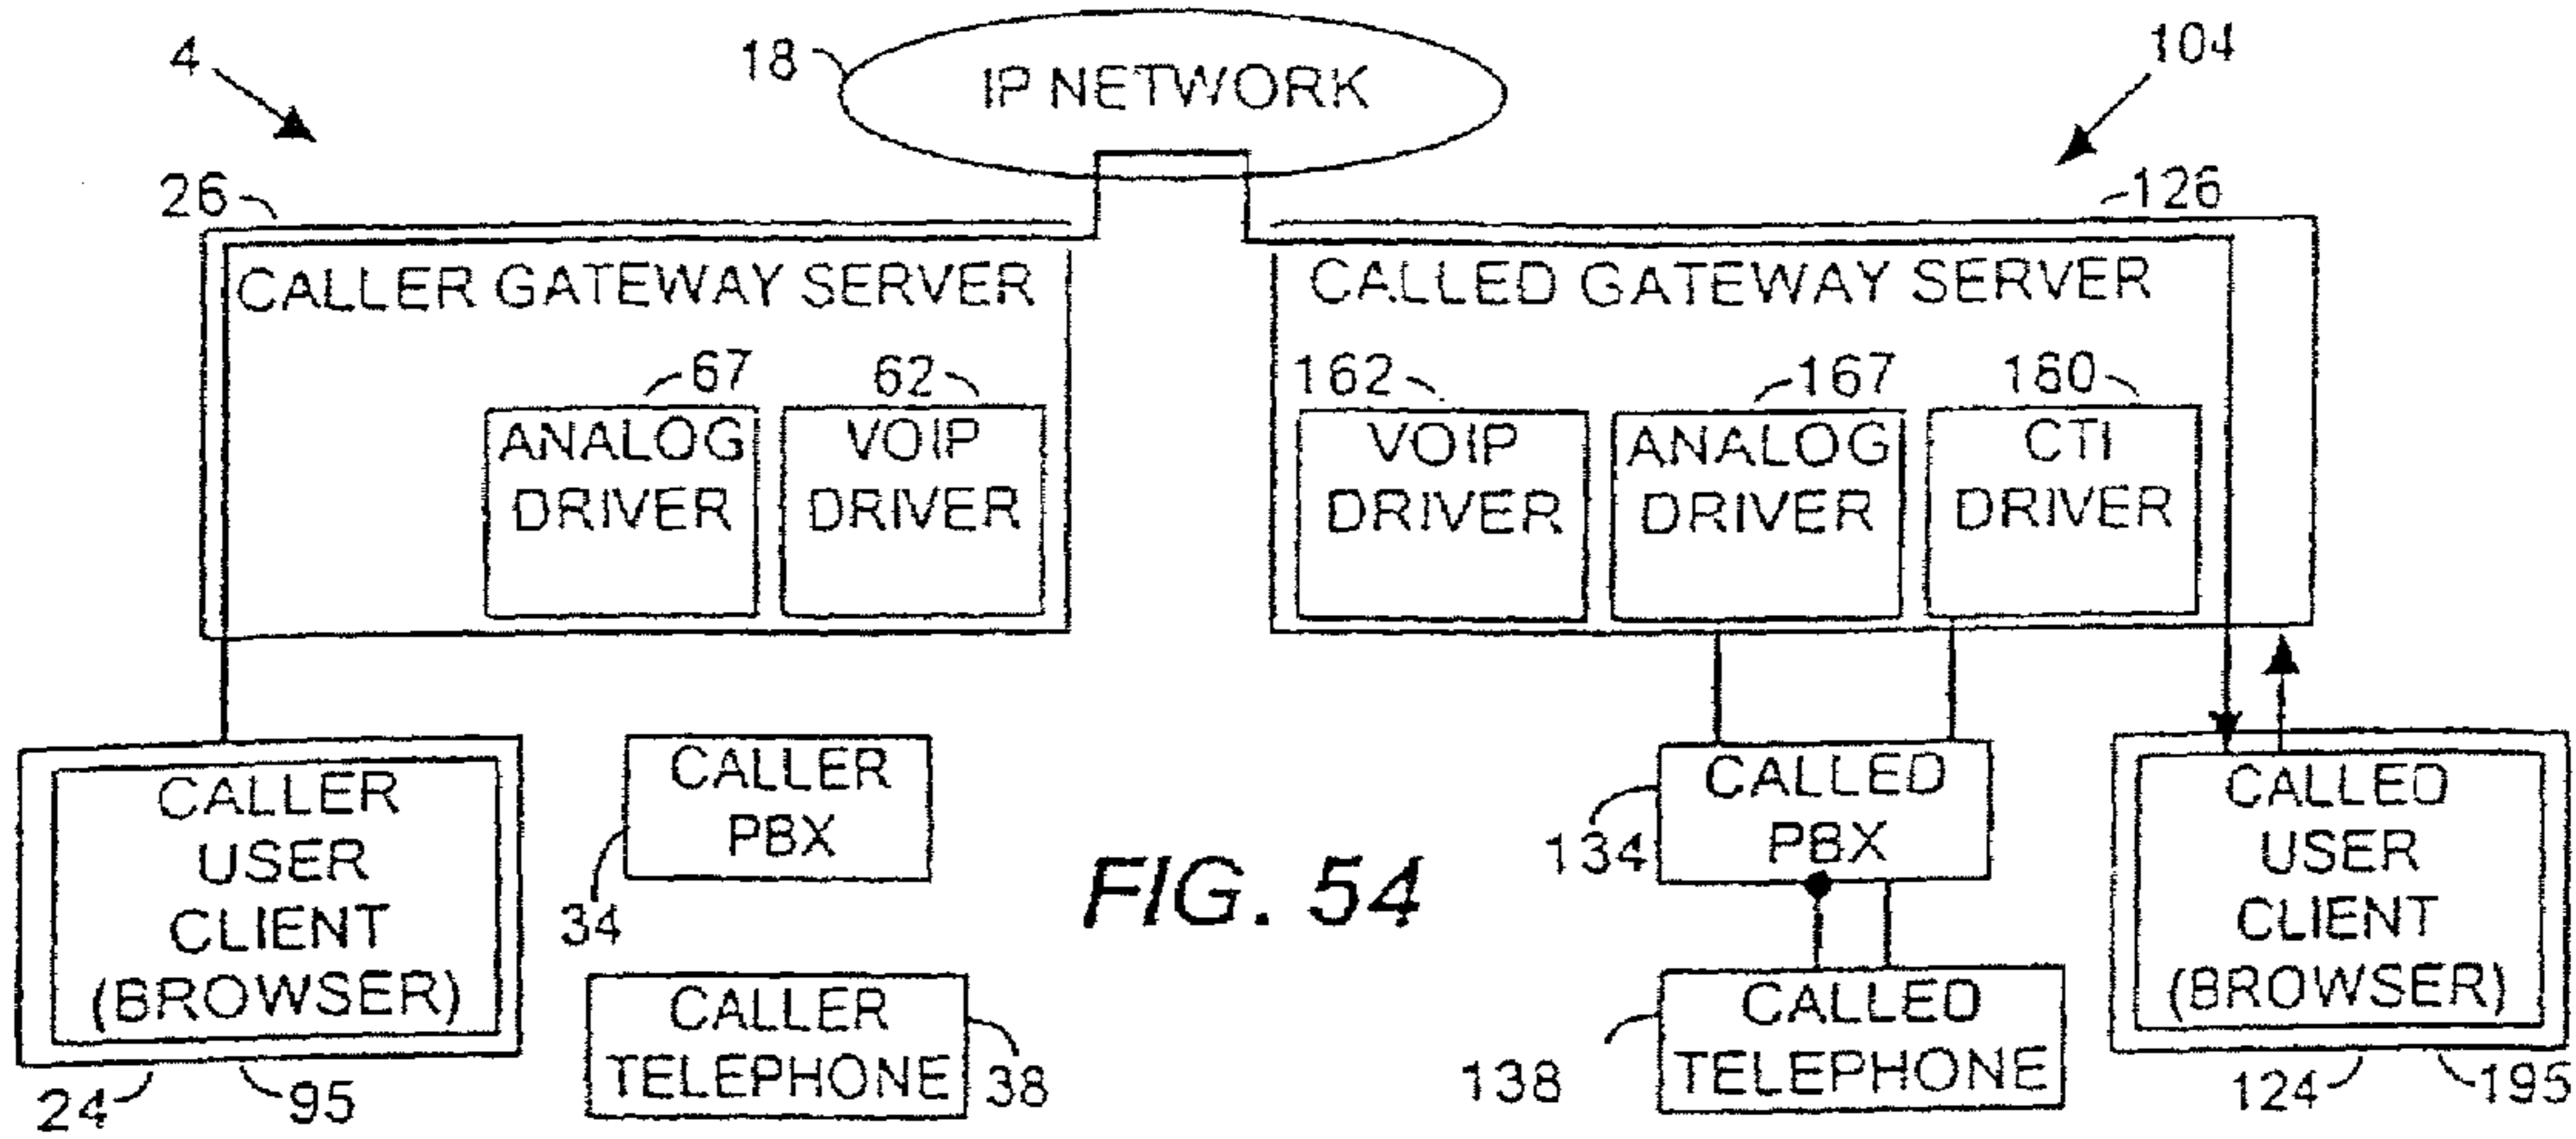 4
18
IP NETWORK
104
26
126
CALLER GATEWAY SERVER
CALLED GATEWAY SERVER
67
62
162
167
160
ANALOG
DRIVER
VOIP
DRIVER
VOIP
DRIVER
ANALOG
DRIVER
CTI
DRIVER
CALLER
USER
CLIENT
(BROWSER)
24
95
CALLER
PBX
34
CALLER
TELEPHONE
38
FIG. 54
CALLED
PBX
134
CALLED
TELEPHONE
138
CALLED
USER
CLIENT
(BROWSER)
124
195